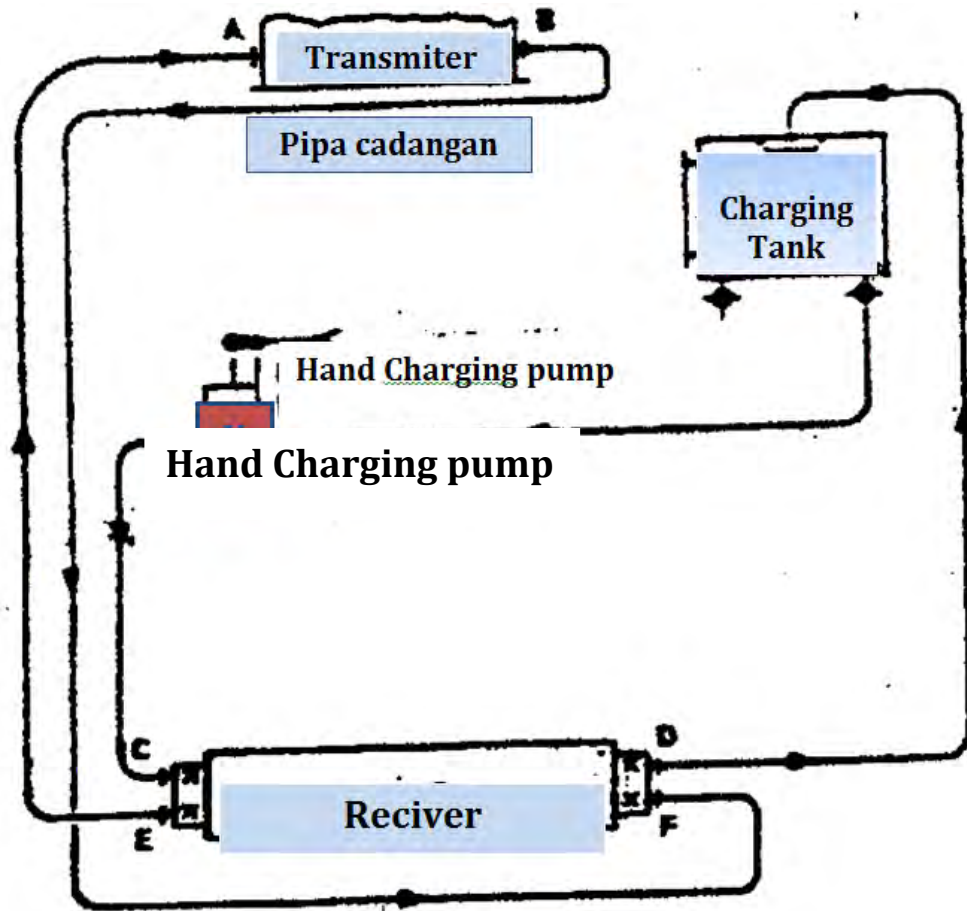 A
B
Transmiter
Pipa cadangan
Charging
Tank
Hand Charging pump
Hand Charging pump
C
D
Reciver
E
F